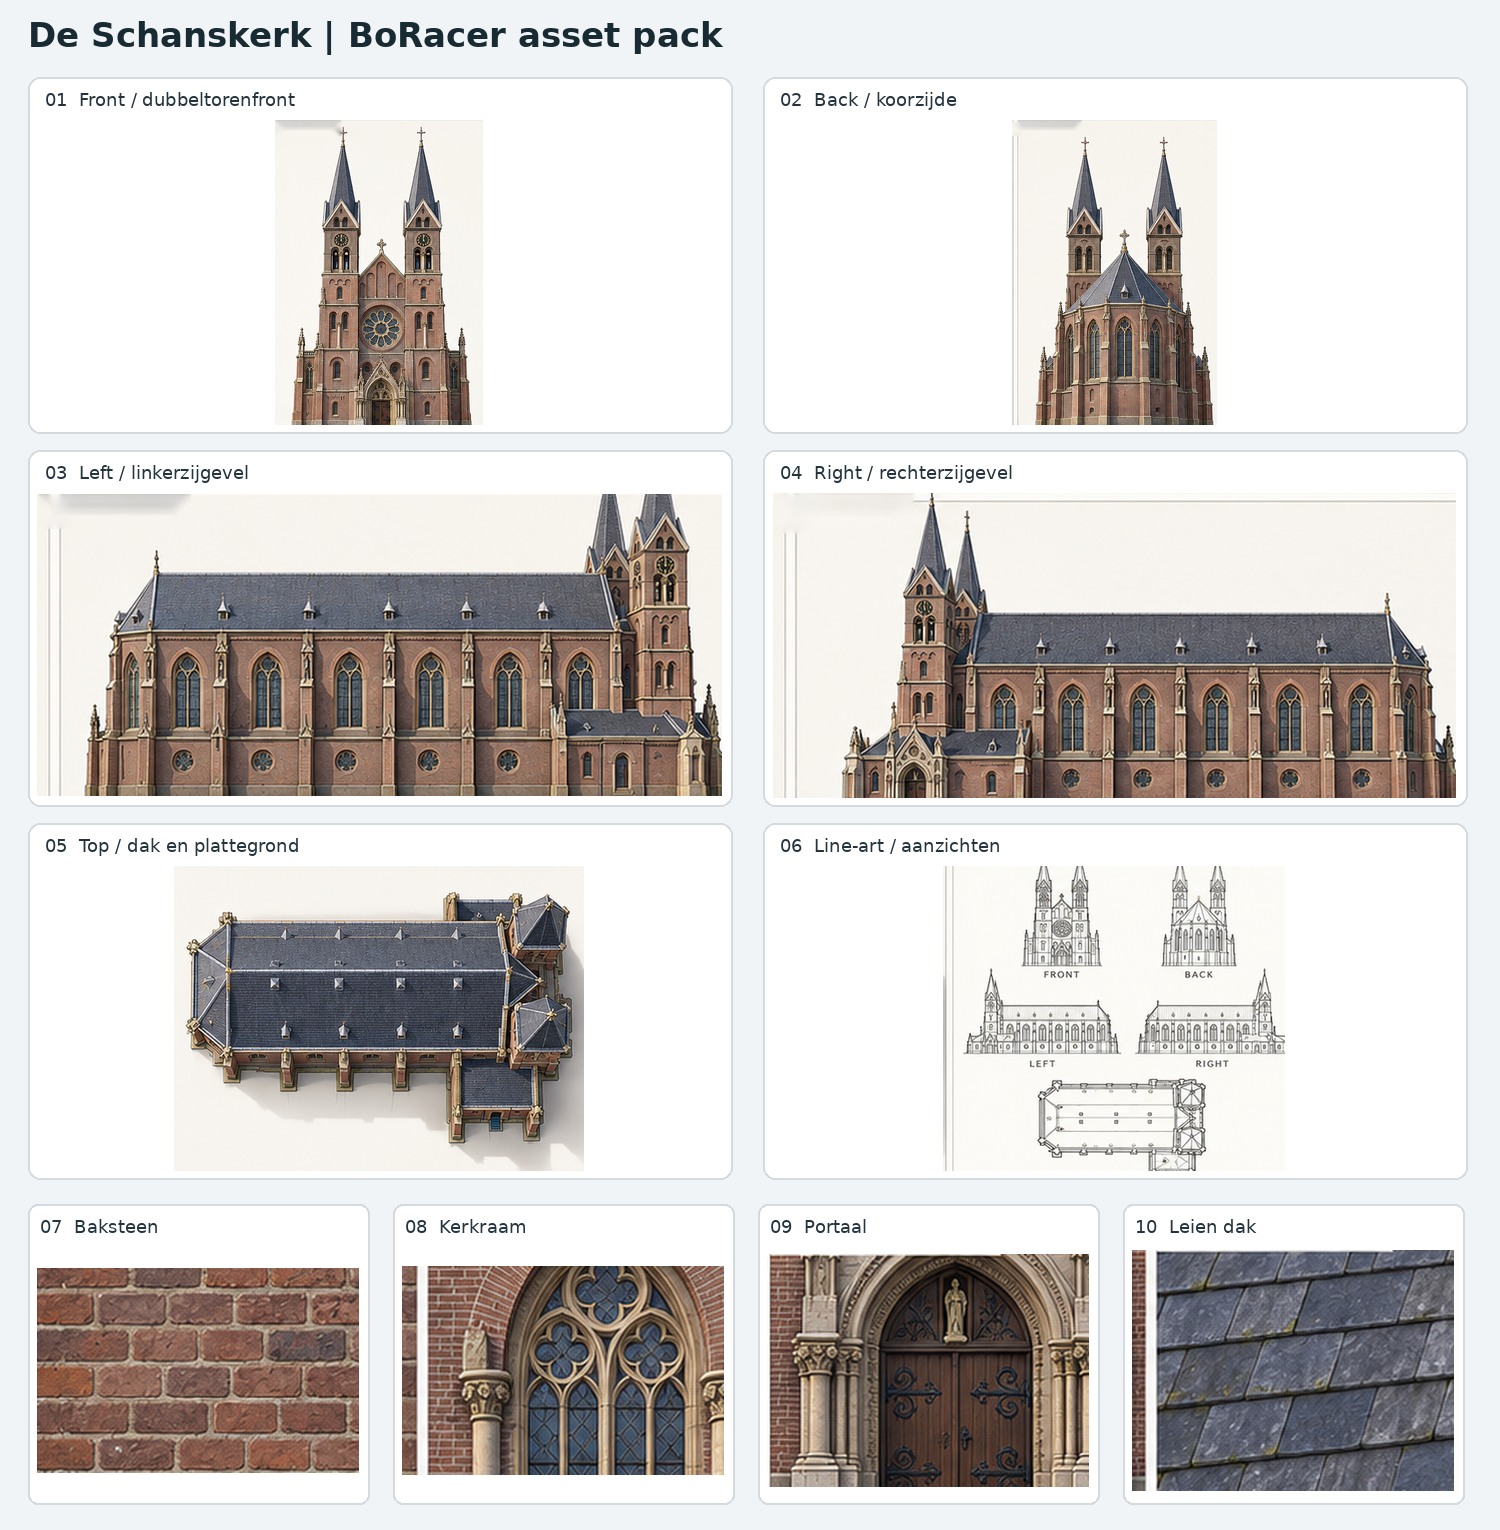 De Schanskerk | BoRacer asset pack
01 Front / dubbeltorenfront
02 Back / koorzijde
03 Left / linkerzijgevel
04 Right / rechterzijgevel
05 Top / dak en plattegrond
06 Line-art / aanzichten
FRONT
BACK
LEFT
RIGHT
07 Baksteen
08 Kerkraam
09 Portaal
10 Leien dak